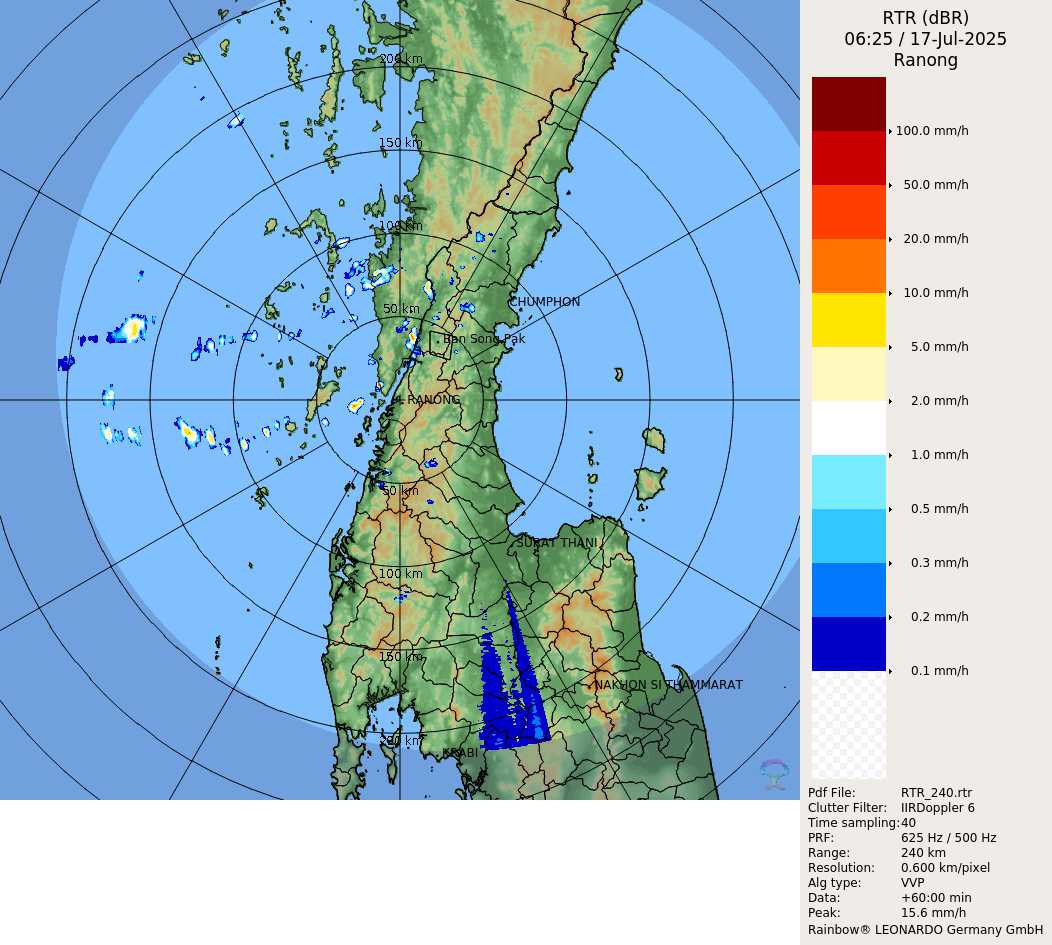 RTR (dBR)
06:25 / 17-Jul-2025
Ranong
200 km
150 km
100 km
50 km
CHUMPHON
Ban Song Pak
RANONG
50 km
SURAT THANI
100 km
150 km
NAKHON SI THAMMARAT
200 km
KRABI
100.0 mm/h
50.0 mm/h
20.0 mm/h
10.0 mm/h
5.0 mm/h
2.0 mm/h
1.0 mm/h
0.5 mm/h
0.3 mm/h
0.2 mm/h
0.1 mm/h
Pdf File: RTR_240.rtr
Clutter Filter: IIRDoppler 6
Time sampling: 40
PRF: 625 Hz / 500 Hz
Range: 240 km
Resolution: 0.600 km/pixel
Alg type: VVP
Data: +60:00 min
Peak: 15.6 mm/h
Rainbow® LEONARDO Germany GmbH